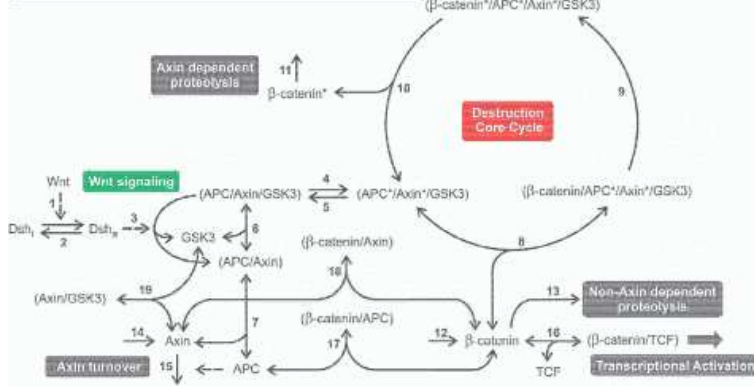 (β-catenin*/APC*/Axin*/GSK3)
Axin dependent
proteolysis
11
β-catenin*
10
9
Destruction
Core Cycle
Wnt
Wnt signaling
1
(APC/Axin/GSK3)
4
5
(APC*/Axin*/GSK3)
(β-catenin/APC*/Axin*/GSK3)
Dshᵢ
2
Dshₐ
3
GSK3
6
(APC/Axin)
(β-catenin/Axin)
8
18
19
(Axin/GSK3)
13
Non-Axin dependent
proteolysis
7
(β-catenin/APC)
14
Axin
17
12
β-catenin
16
(β-catenin/TCF)
Axin turnover
15
APC
TCF
Transcriptional Activation